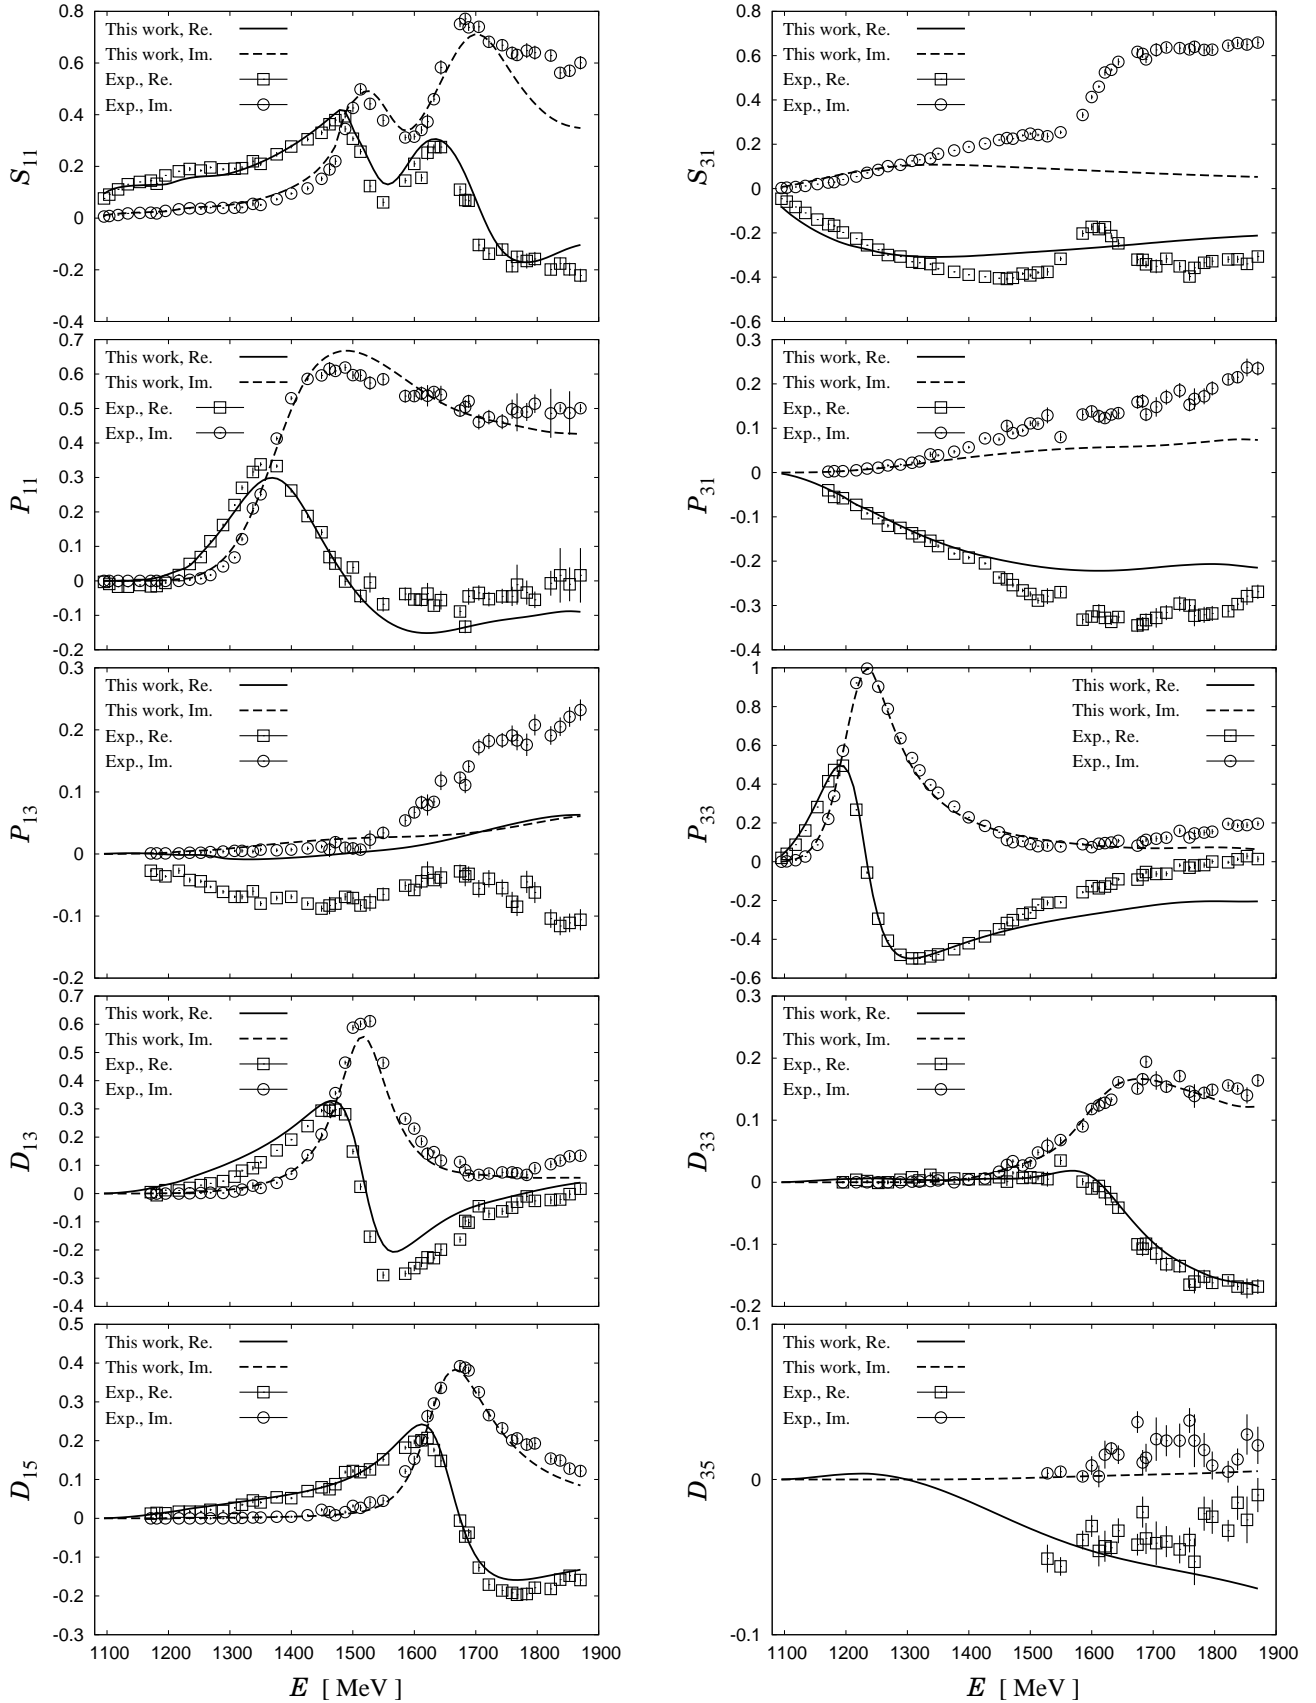 0.8
0.6
0.4
0.2
0
-0.2
-0.4
S11
This work, Re.
This work, Im.
Exp., Re.
Exp., Im.
0.8
0.6
0.4
0.2
0
-0.2
-0.4
-0.6
S31
This work, Re.
This work, Im.
Exp., Re.
Exp., Im.
0.7
0.6
0.5
0.4
0.3
0.2
0.1
0
-0.1
-0.2
P11
This work, Re.
This work, Im.
Exp., Re.
Exp., Im.
0.3
0.2
0.1
0
-0.1
-0.2
-0.3
-0.4
P31
This work, Re.
This work, Im.
Exp., Re.
Exp., Im.
0.3
0.2
0.1
0
-0.1
-0.2
P13
This work, Re.
This work, Im.
Exp., Re.
Exp., Im.
1
0.8
0.6
0.4
0.2
0
-0.2
-0.4
-0.6
P33
This work, Re.
This work, Im.
Exp., Re.
Exp., Im.
0.7
0.6
0.5
0.4
0.3
0.2
0.1
0
-0.1
-0.2
-0.3
-0.4
D13
This work, Re.
This work, Im.
Exp., Re.
Exp., Im.
0.3
0.2
0.1
0
-0.1
-0.2
D33
This work, Re.
This work, Im.
Exp., Re.
Exp., Im.
0.5
0.4
0.3
0.2
0.1
0
-0.1
-0.2
-0.3
D15
This work, Re.
This work, Im.
Exp., Re.
Exp., Im.
1100 1200 1300 1400 1500 1600 1700 1800 1900
E [ MeV ]
0.1
0
-0.1
D35
This work, Re.
This work, Im.
Exp., Re.
Exp., Im.
1100 1200 1300 1400 1500 1600 1700 1800 1900
E [ MeV ]